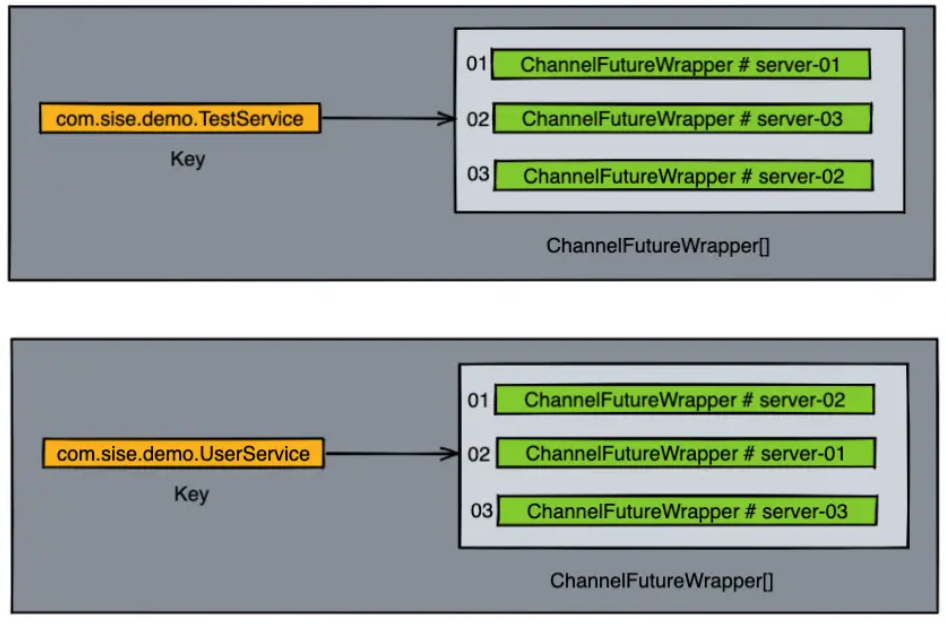 01 ChannelFutureWrapper # server-01
com.sise.demo.TestService 02 ChannelFutureWrapper # server-03
Key 03 ChannelFutureWrapper # server-02
ChannelFutureWrapper[]
01 ChannelFutureWrapper # server-02
com.sise.demo.UserService 02 ChannelFutureWrapper # server-01
Key 03 ChannelFutureWrapper # server-03
ChannelFutureWrapper[]